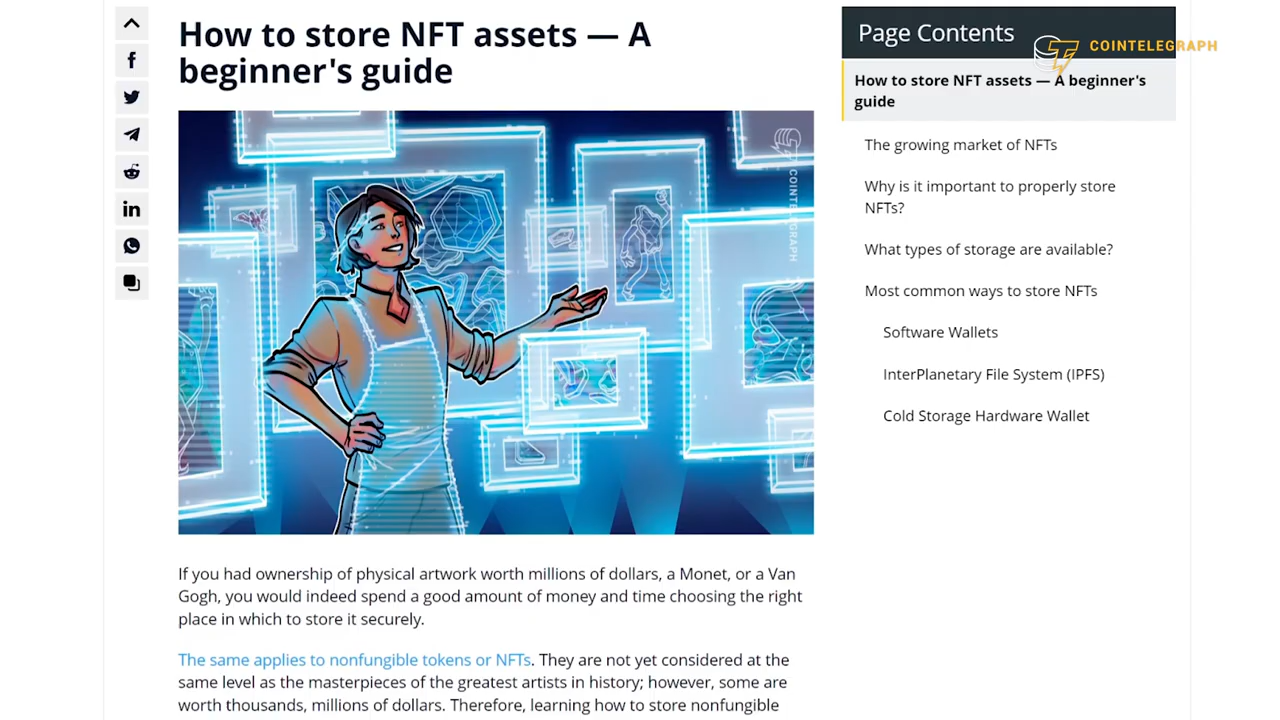 How to store NFT assets — A
beginner's guide
COINTELEGRAPH
If you had ownership of physical artwork worth millions of dollars, a Monet, or a Van
Gogh, you would indeed spend a good amount of money and time choosing the right
place in which to store it securely.
The same applies to nonfungible tokens or NFTs. They are not yet considered at the
same level as the masterpieces of the greatest artists in history; however, some are
worth thousands, millions of dollars. Therefore, learning how to store nonfungible
Page Contents
COINTELEGRAPH
How to store NFT assets — A beginner's
guide
The growing market of NFTs
Why is it important to properly store
NFTs?
What types of storage are available?
Most common ways to store NFTs
Software Wallets
InterPlanetary File System (IPFS)
Cold Storage Hardware Wallet